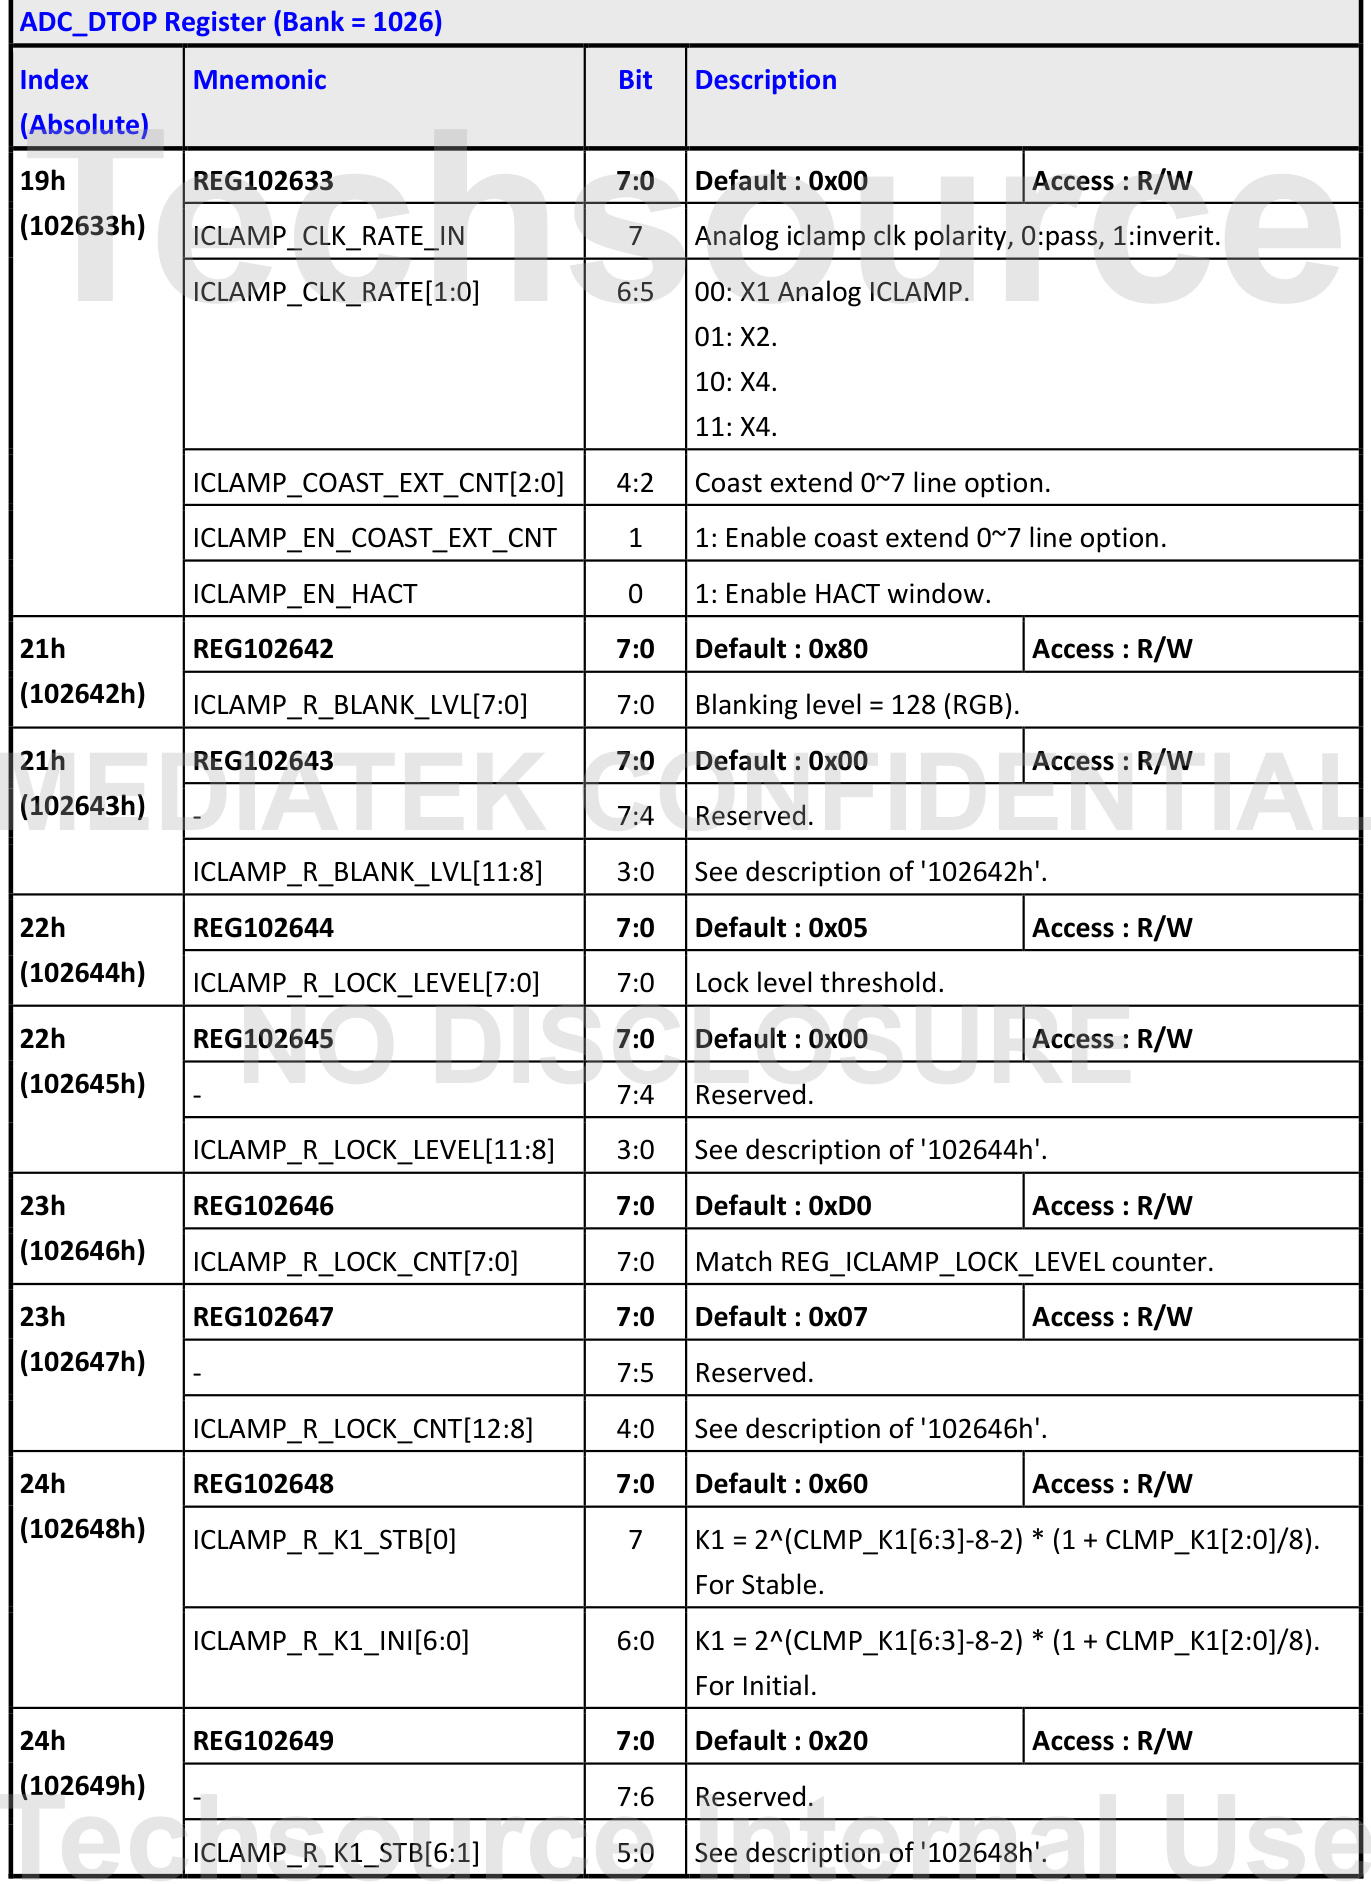 ADC_DTOP Register (Bank = 1026)
Index (Absolute) Mnemonic Bit Description
19h (102633h) REG102633 7:0 Default : 0x00 Access : R/W
ICLAMP_CLK_RATE_IN 7 Analog iclamp clk polarity, 0:pass, 1:inverit.
ICLAMP_CLK_RATE[1:0] 6:5 00: X1 Analog ICLAMP.
01: X2.
10: X4.
11: X4.
ICLAMP_COAST_EXT_CNT[2:0] 4:2 Coast extend 0~7 line option.
ICLAMP_EN_COAST_EXT_CNT 1 1: Enable coast extend 0~7 line option.
ICLAMP_EN_HACT 0 1: Enable HACT window.
21h (102642h) REG102642 7:0 Default : 0x80 Access : R/W
ICLAMP_R_BLANK_LVL[7:0] 7:0 Blanking level = 128 (RGB).
21h (102643h) REG102643 7:0 Default : 0x00 Access : R/W
- 7:4 Reserved.
ICLAMP_R_BLANK_LVL[11:8] 3:0 See description of '102642h'.
22h (102644h) REG102644 7:0 Default : 0x05 Access : R/W
ICLAMP_R_LOCK_LEVEL[7:0] 7:0 Lock level threshold.
22h (102645h) REG102645 7:0 Default : 0x00 Access : R/W
- 7:4 Reserved.
ICLAMP_R_LOCK_LEVEL[11:8] 3:0 See description of '102644h'.
23h (102646h) REG102646 7:0 Default : 0xD0 Access : R/W
ICLAMP_R_LOCK_CNT[7:0] 7:0 Match REG_ICLAMP_LOCK_LEVEL counter.
23h (102647h) REG102647 7:0 Default : 0x07 Access : R/W
- 7:5 Reserved.
ICLAMP_R_LOCK_CNT[12:8] 4:0 See description of '102646h'.
24h (102648h) REG102648 7:0 Default : 0x60 Access : R/W
ICLAMP_R_K1_STB[0] 7 K1 = 2^(CLMP_K1[6:3]-8-2) * (1 + CLMP_K1[2:0]/8).
For Stable.
ICLAMP_R_K1_INI[6:0] 6:0 K1 = 2^(CLMP_K1[6:3]-8-2) * (1 + CLMP_K1[2:0]/8).
For Initial.
24h (102649h) REG102649 7:0 Default : 0x20 Access : R/W
- 7:6 Reserved.
ICLAMP_R_K1_STB[6:1] 5:0 See description of '102648h'.
Techsource
MEDIATEK CONFIDENTIAL
NO DISCLOSURE
Techsource Internal Use